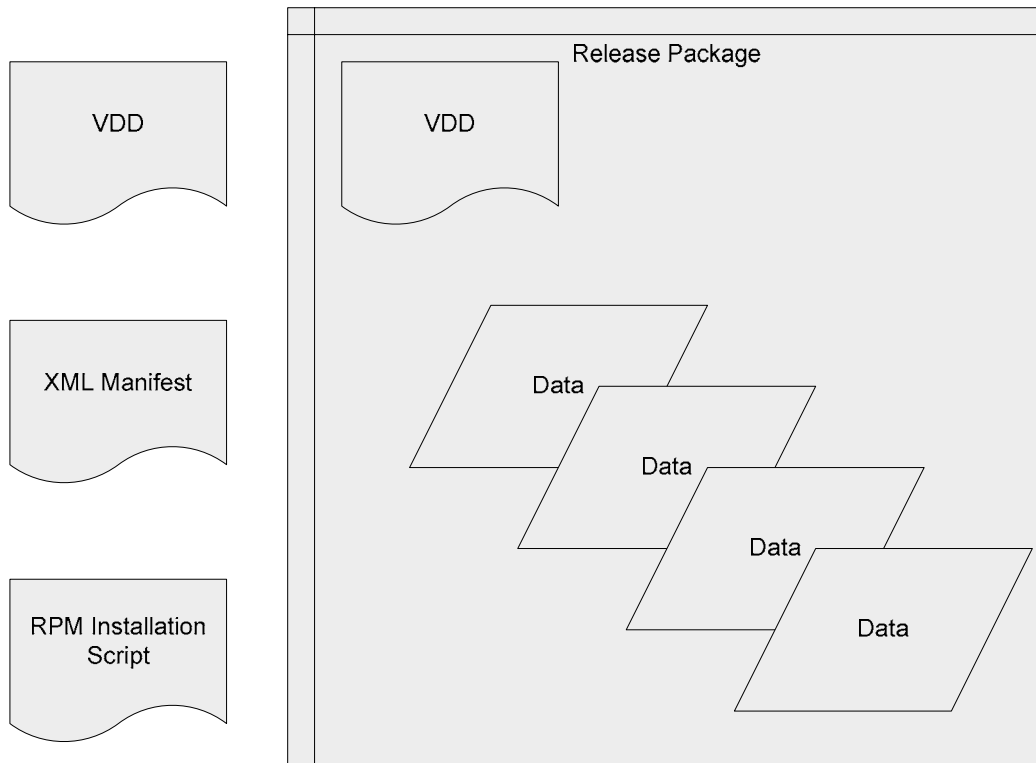 Release Package
VDD
VDD
XML Manifest
Data
Data
Data
RPM Installation
Script
Data